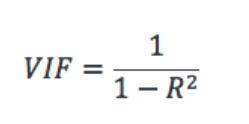 VIF = 1 / (1 − R²)